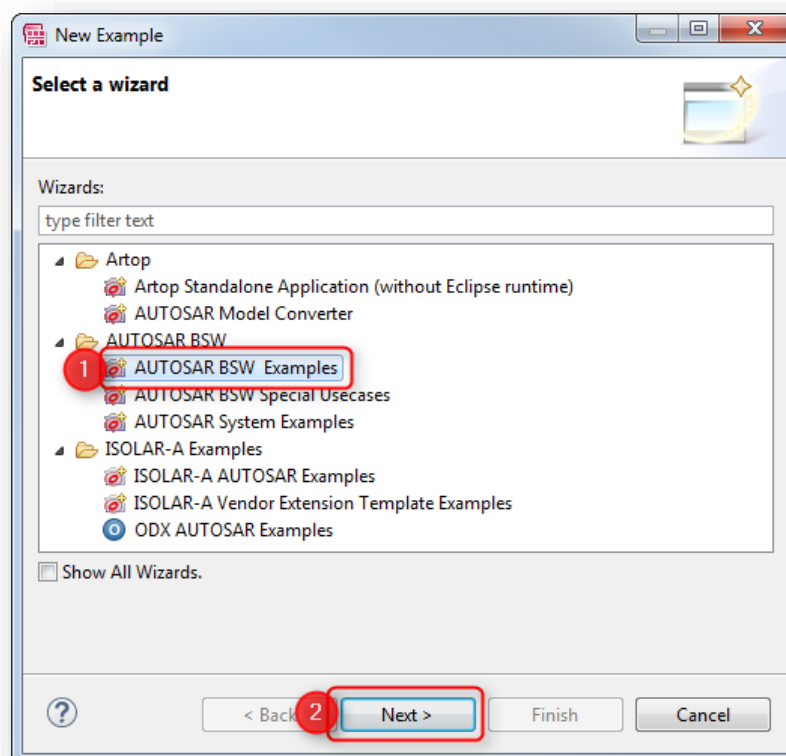 New Example
Select a wizard
Wizards:
type filter text
Artop
Artop Standalone Application (without Eclipse runtime)
AUTOSAR Model Converter
AUTOSAR BSW
1
AUTOSAR BSW Examples
AUTOSAR BSW Special Usecases
AUTOSAR System Examples
ISOLAR-A Examples
ISOLAR-A AUTOSAR Examples
ISOLAR-A Vendor Extension Template Examples
ODX AUTOSAR Examples
Show All Wizards.
? < Back 2 Next > Finish Cancel